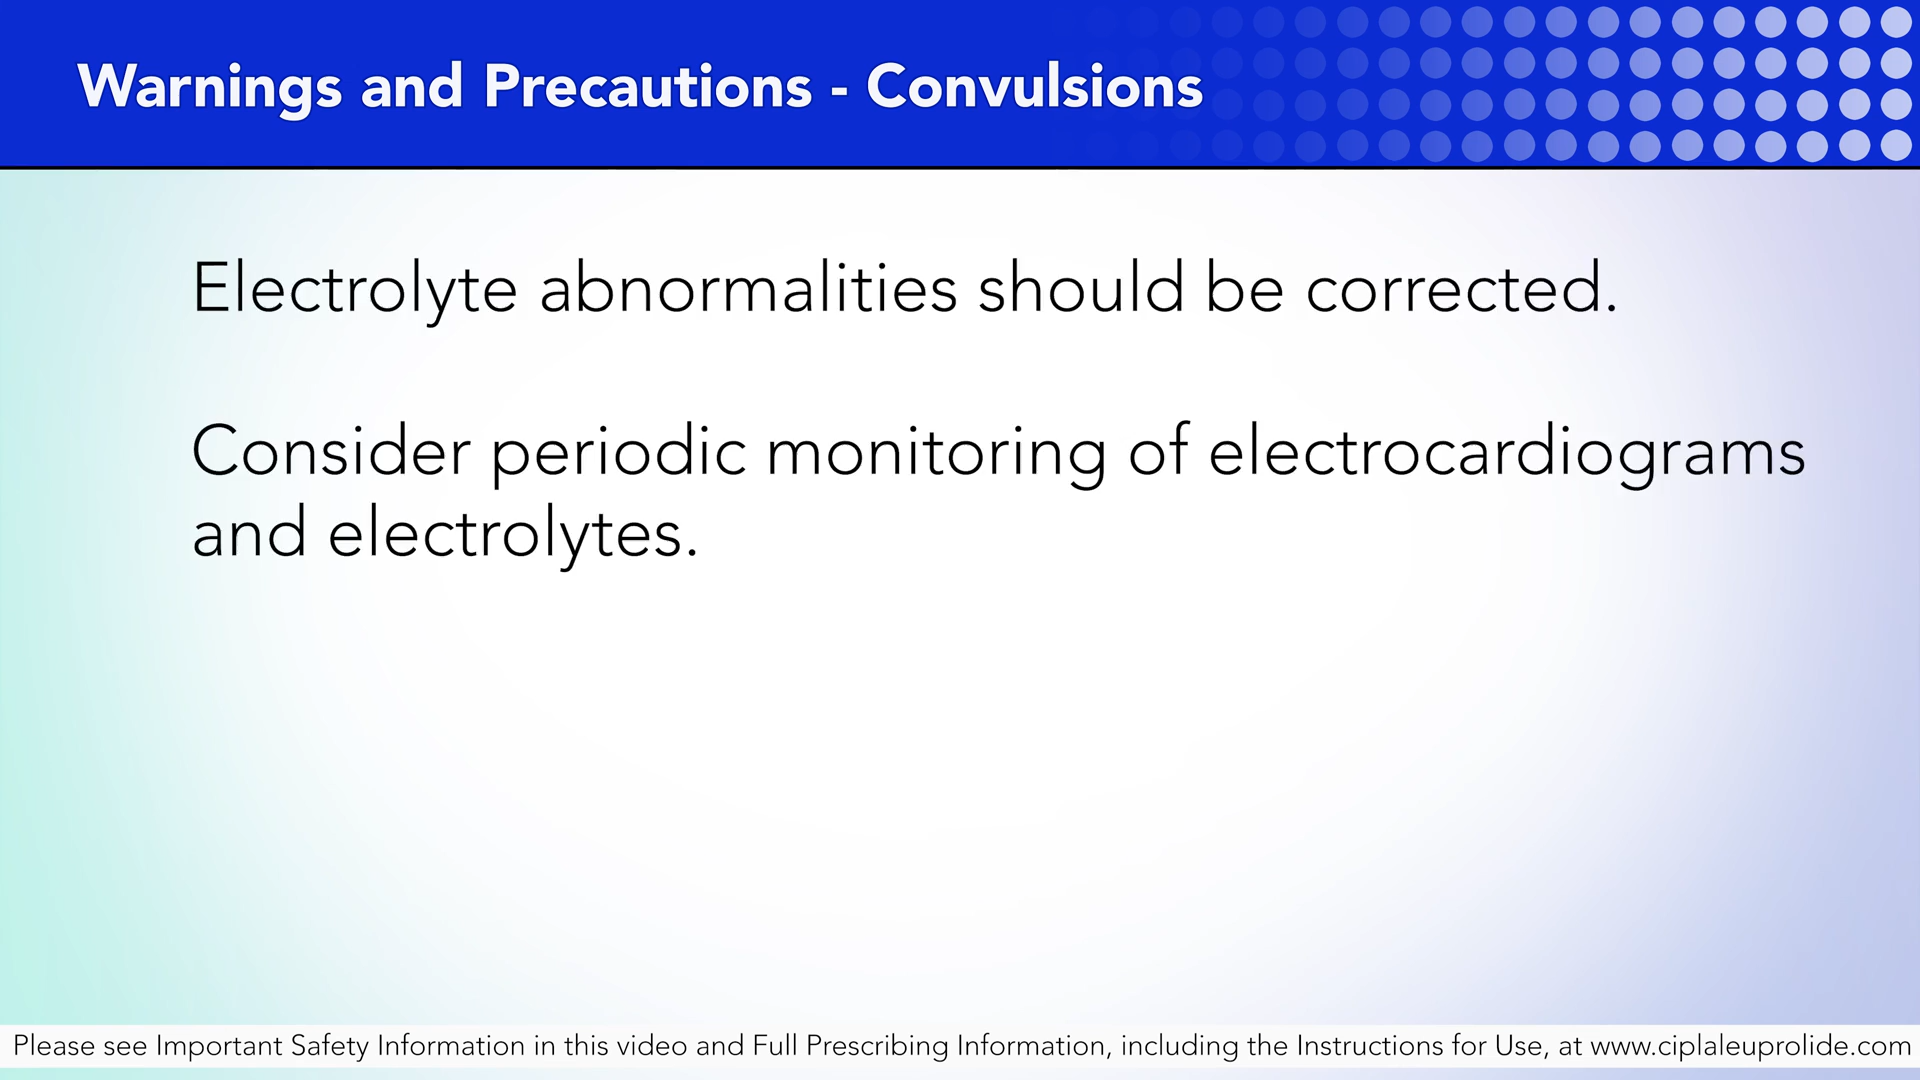 Warnings and Precautions - Convulsions
Electrolyte abnormalities should be corrected.
Consider periodic monitoring of electrocardiograms
and electrolytes.
Please see Important Safety Information in this video and Full Prescribing Information, including the Instructions for Use, at www.ciplaleuprolide.com